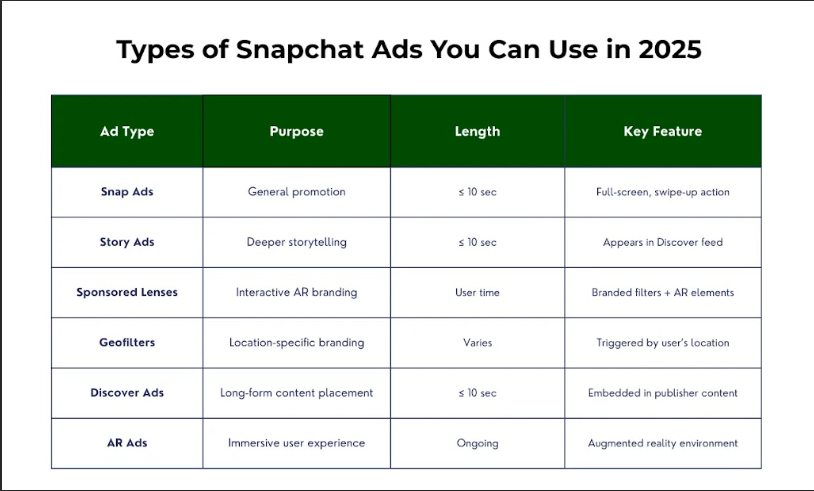 Types of Snapchat Ads You Can Use in 2025
Ad Type Purpose Length Key Feature
Snap Ads General promotion ≤ 10 sec Full-screen, swipe-up action
Story Ads Deeper storytelling ≤ 10 sec Appears in Discover feed
Sponsored Lenses Interactive AR branding User time Branded filters + AR elements
Geofilters Location-specific branding Varies Triggered by user's location
Discover Ads Long-form content placement ≤ 10 sec Embedded in publisher content
AR Ads Immersive user experience Ongoing Augmented reality environment